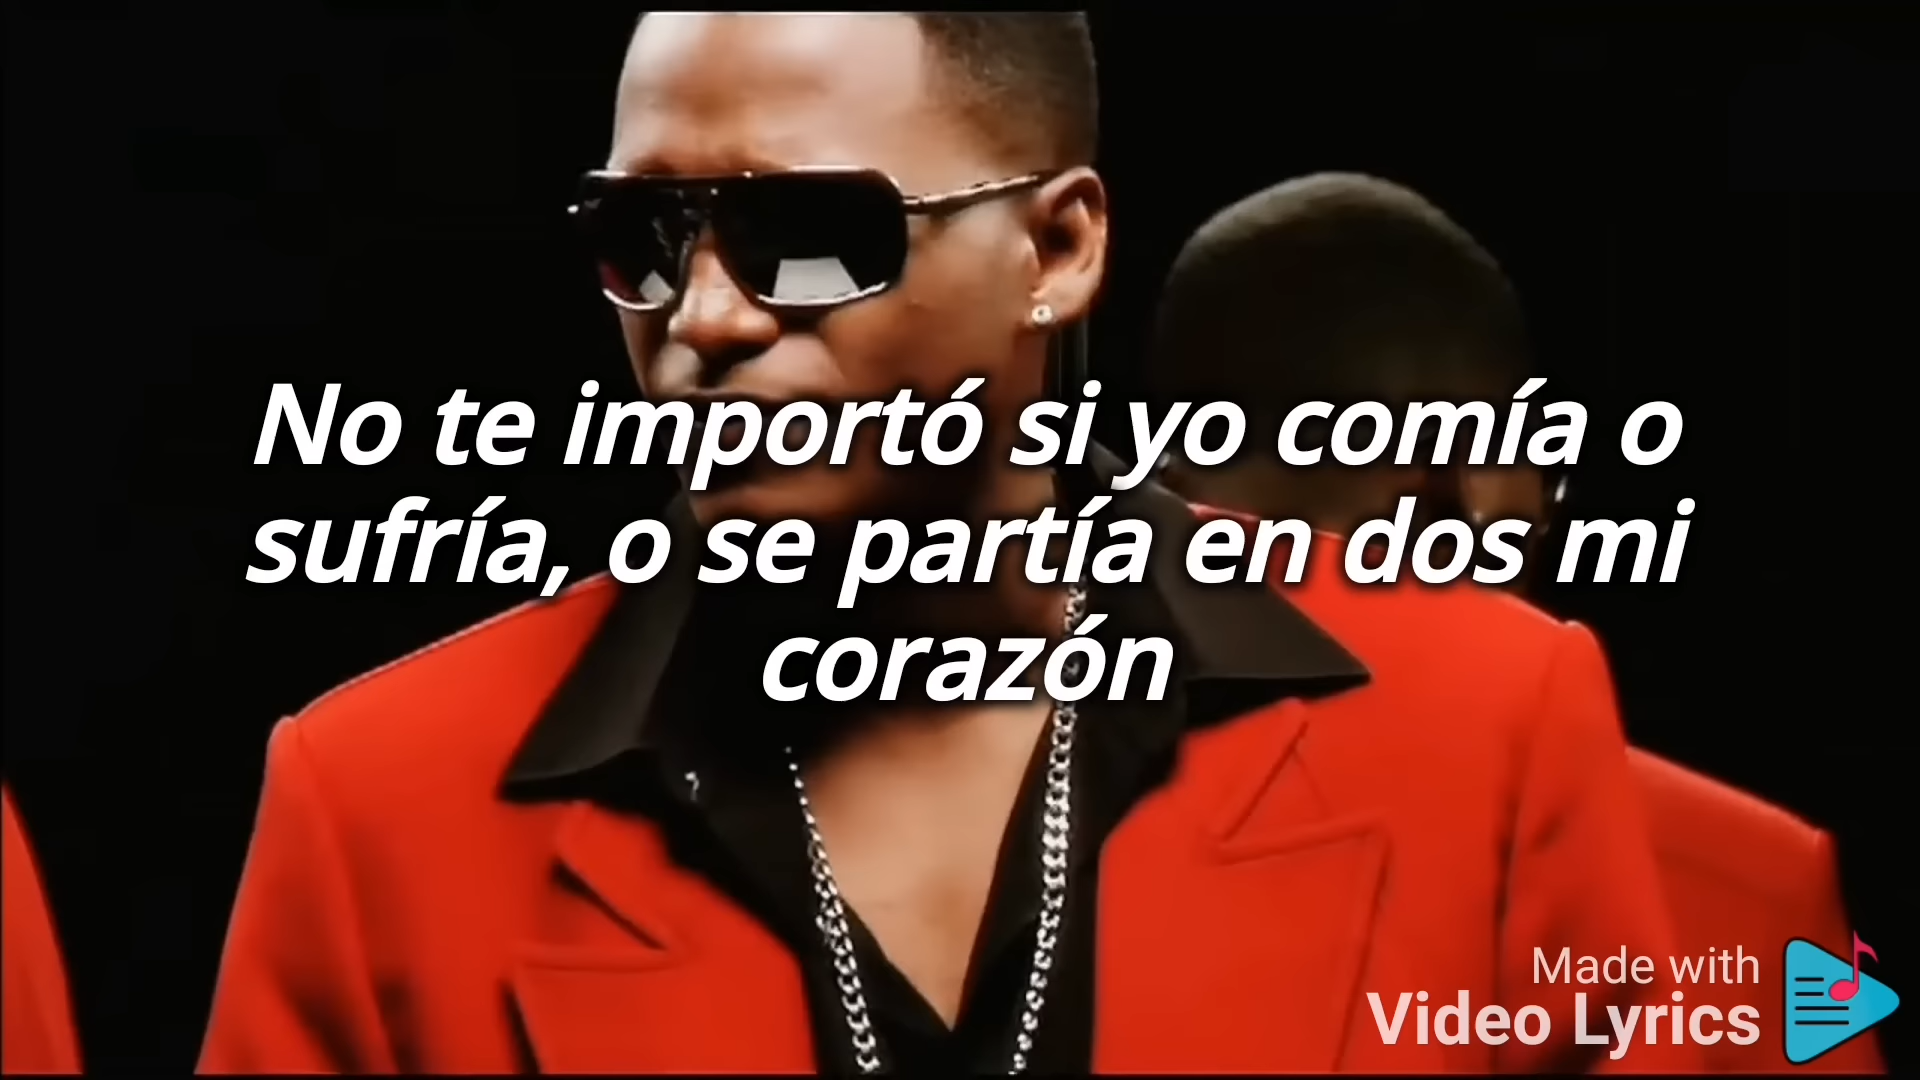 No te importó si yo comía o
sufría, o se partía en dos mi
corazón
Made with
Video Lyrics